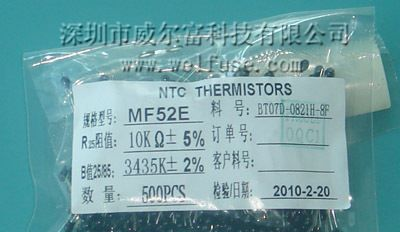 深圳市威尔富科技有限公司
www.welfuse.com
NTC THERMISTORS
规格型号: MF52E 料号: BT07D-0821H-8F
R25阻值: 10KΩ± 5% 订单号:
B值25/85: 3435K± 2% 客户料号:
数量: 500PCS 检验/日期: 2010-2-20
OQC1